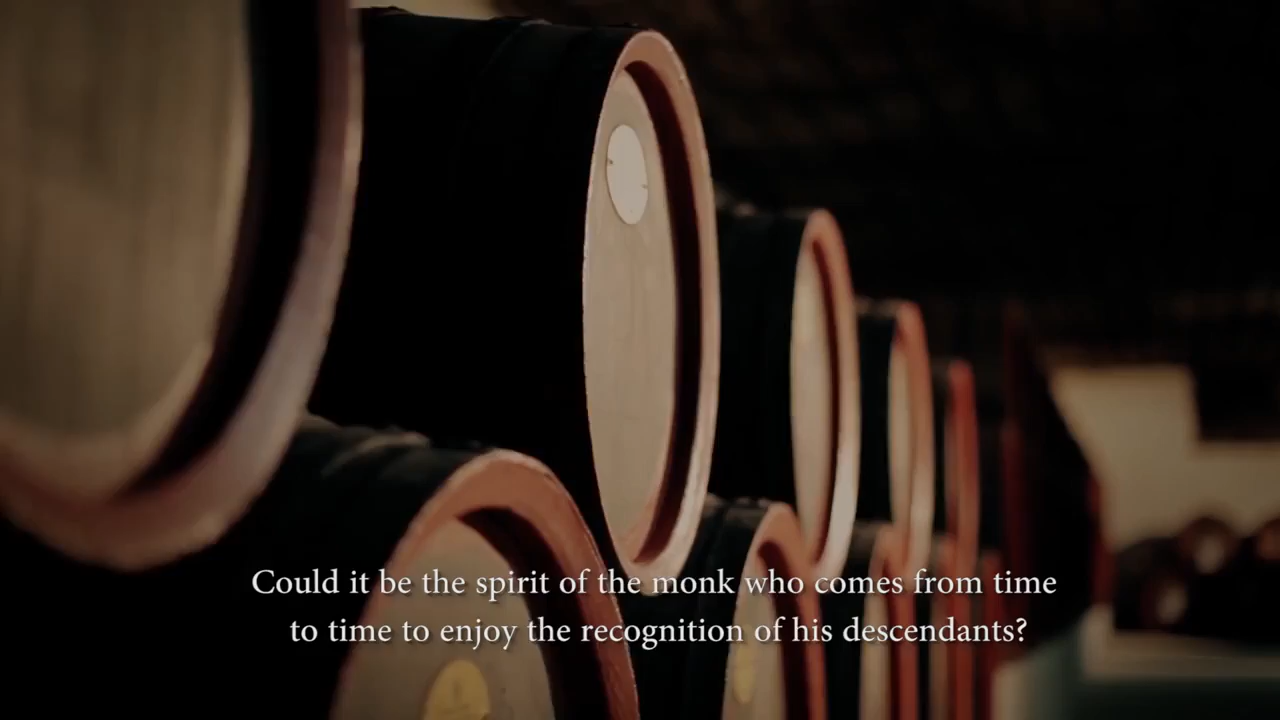 Could it be the spirit of the monk who comes from time
to time to enjoy the recognition of his descendants?